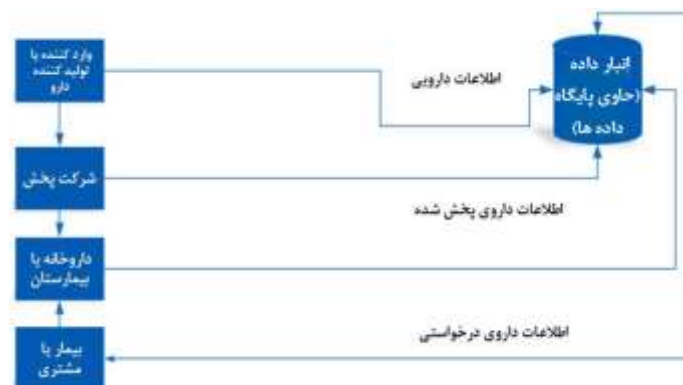 وارد کننده یا
تولید کننده
دارو
انبار داده
(حاوی پایگاه
داده ها)
اطلاعات دارویی
شرکت پخش
اطلاعات داروی پخش شده
داروخانه یا
بیمارستان
اطلاعات داروی درخواستی
بیمار یا
مشتری